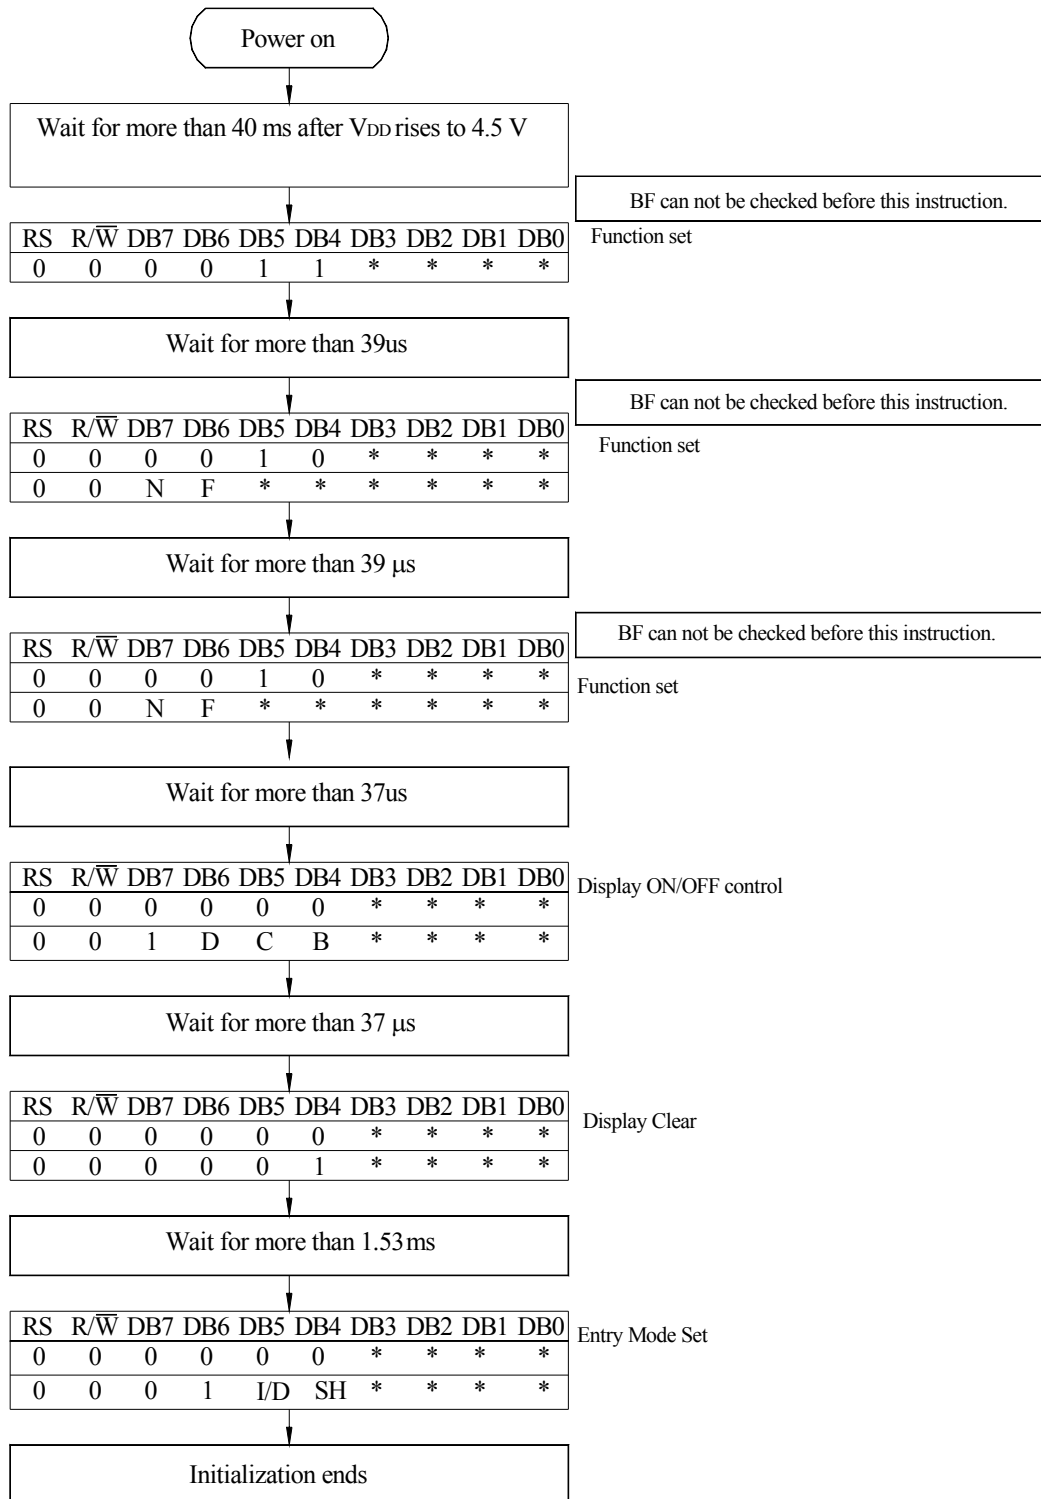 Power on
Wait for more than 40 ms after VDD rises to 4.5 V
BF can not be checked before this instruction.
RS R/W̅ DB7 DB6 DB5 DB4 DB3 DB2 DB1 DB0
Function set
0 0 0 0 1 1 * * * *
Wait for more than 39us
BF can not be checked before this instruction.
RS R/W̅ DB7 DB6 DB5 DB4 DB3 DB2 DB1 DB0
Function set
0 0 0 0 1 0 * * * *
0 0 N F * * * * * *
Wait for more than 39 μs
BF can not be checked before this instruction.
RS R/W̅ DB7 DB6 DB5 DB4 DB3 DB2 DB1 DB0
0 0 0 0 1 0 * * * *
Function set
0 0 N F * * * * * *
Wait for more than 37us
RS R/W̅ DB7 DB6 DB5 DB4 DB3 DB2 DB1 DB0
Display ON/OFF control
0 0 0 0 0 0 * * * *
0 0 1 D C B * * * *
Wait for more than 37 μs
RS R/W̅ DB7 DB6 DB5 DB4 DB3 DB2 DB1 DB0
Display Clear
0 0 0 0 0 0 * * * *
0 0 0 0 0 1 * * * *
Wait for more than 1.53ms
RS R/W̅ DB7 DB6 DB5 DB4 DB3 DB2 DB1 DB0
Entry Mode Set
0 0 0 0 0 0 * * * *
0 0 0 1 I/D SH * * * *
Initialization ends